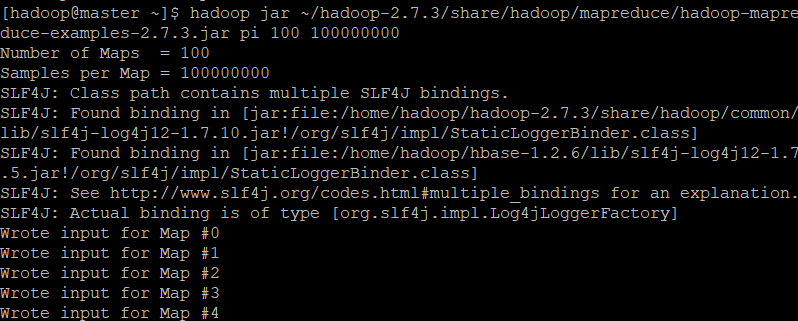 [hadoop@master ~]$ hadoop jar ~/hadoop-2.7.3/share/hadoop/mapreduce/hadoop-mapre
duce-examples-2.7.3.jar pi 100 100000000
Number of Maps  = 100
Samples per Map = 100000000
SLF4J: Class path contains multiple SLF4J bindings.
SLF4J: Found binding in [jar:file:/home/hadoop/hadoop-2.7.3/share/hadoop/common/
lib/slf4j-log4j12-1.7.10.jar!/org/slf4j/impl/StaticLoggerBinder.class]
SLF4J: Found binding in [jar:file:/home/hadoop/hbase-1.2.6/lib/slf4j-log4j12-1.7
.5.jar!/org/slf4j/impl/StaticLoggerBinder.class]
SLF4J: See http://www.slf4j.org/codes.html#multiple_bindings for an explanation.
SLF4J: Actual binding is of type [org.slf4j.impl.Log4jLoggerFactory]
Wrote input for Map #0
Wrote input for Map #1
Wrote input for Map #2
Wrote input for Map #3
Wrote input for Map #4